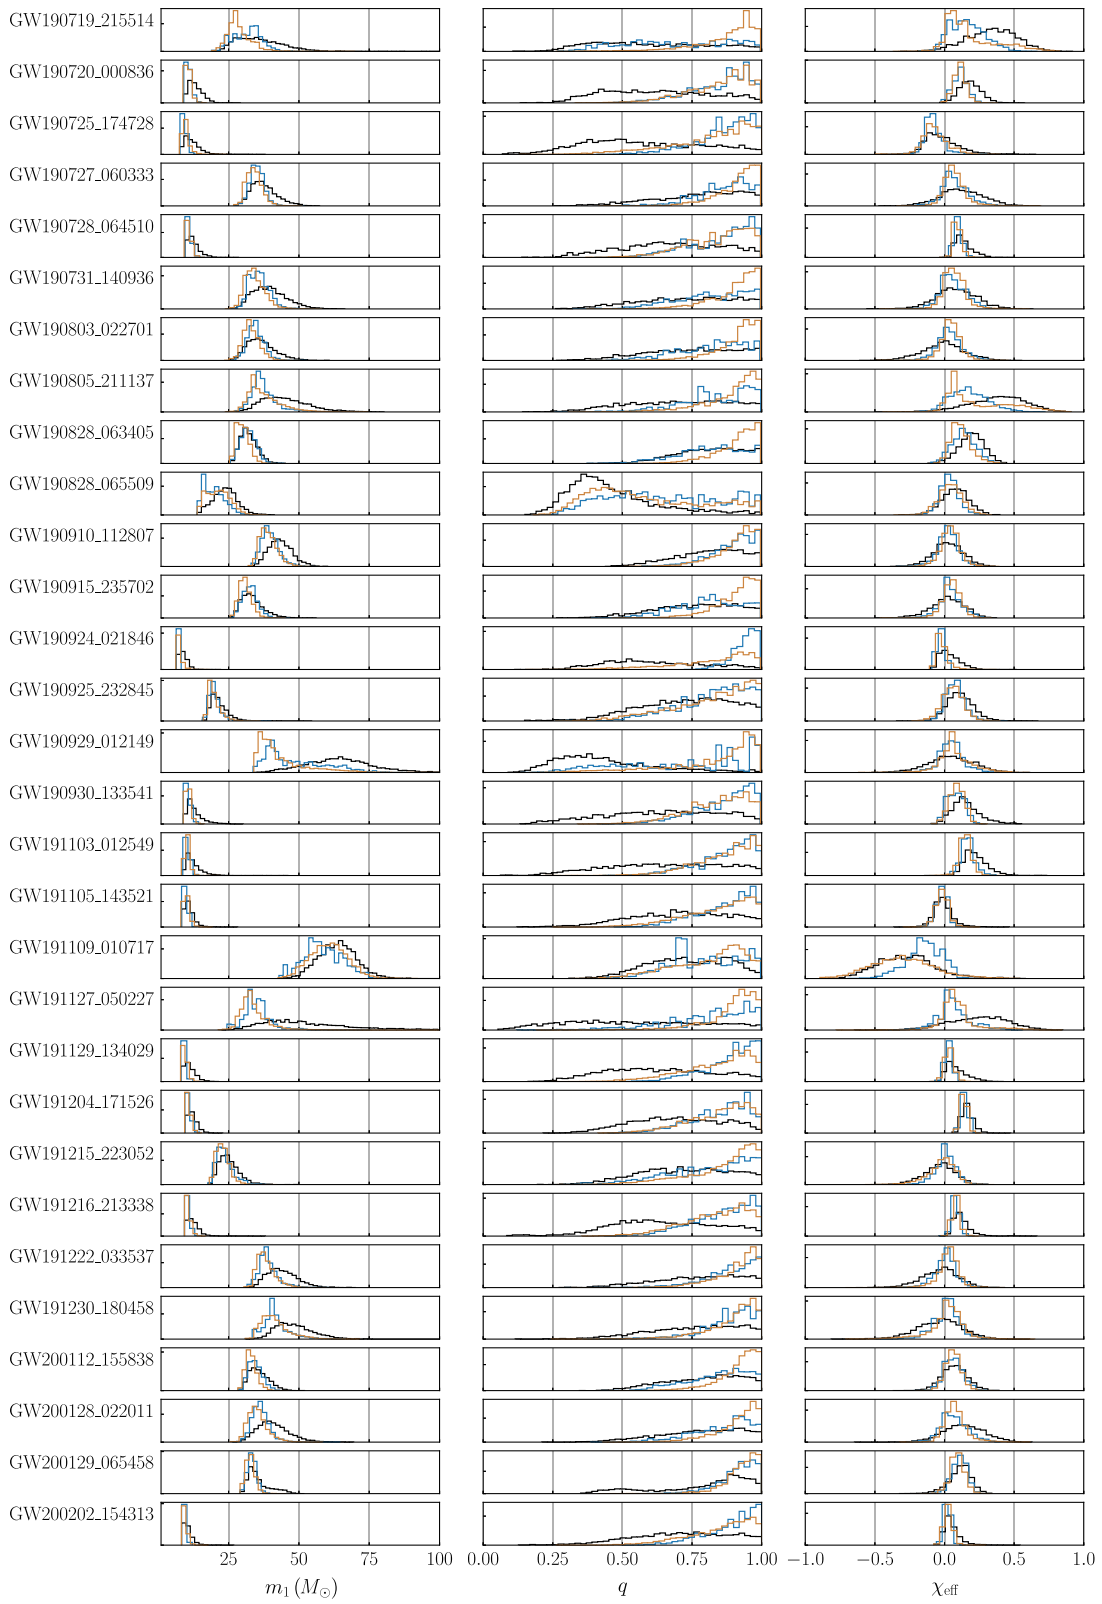 GW190719_215514
GW190720_000836
GW190725_174728
GW190727_060333
GW190728_064510
GW190731_140936
GW190803_022701
GW190805_211137
GW190828_063405
GW190828_065509
GW190910_112807
GW190915_235702
GW190924_021846
GW190925_232845
GW190929_012149
GW190930_133541
GW191103_012549
GW191105_143521
GW191109_010717
GW191127_050227
GW191129_134029
GW191204_171526
GW191215_223052
GW191216_213338
GW191222_033537
GW191230_180458
GW200112_155838
GW200128_022011
GW200129_065458
GW200202_154313
25 50 75 100 0.00 0.25 0.50 0.75 1.00 −1.0 −0.5 0.0 0.5 1.0
m₁ (M⊙) q χeff